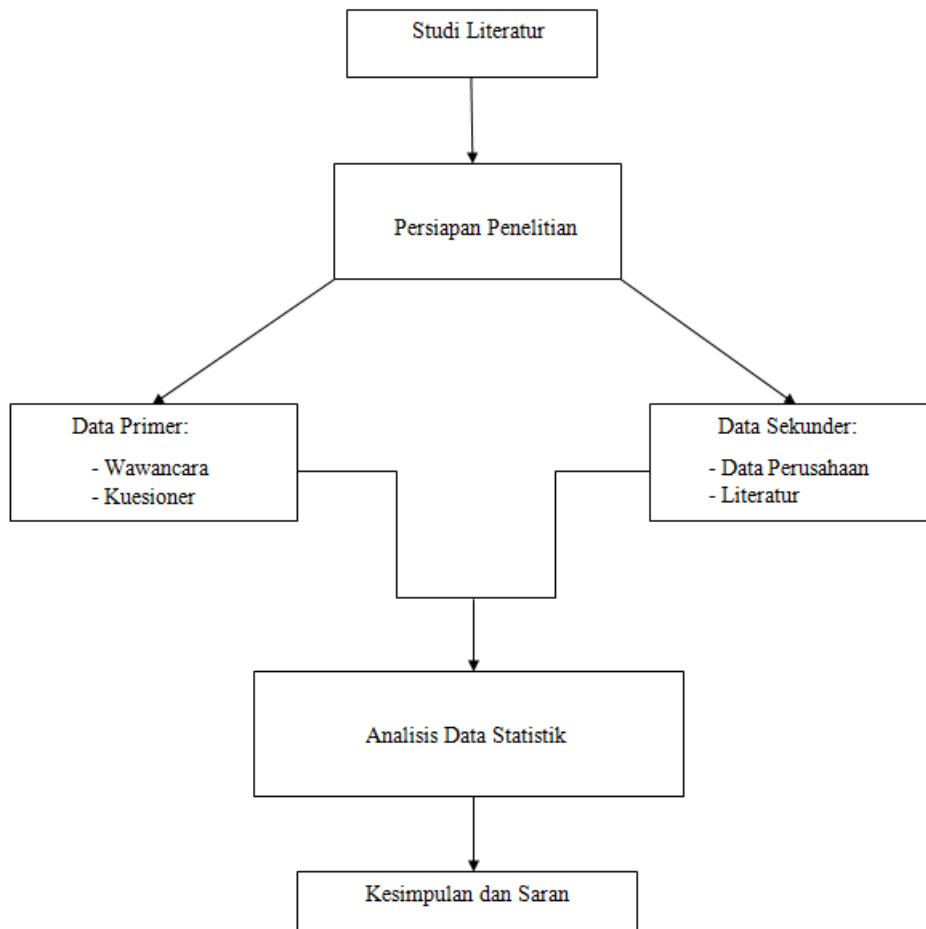 Studi Literatur
Persiapan Penelitian
Data Primer:
- Wawancara
- Kuesioner
Data Sekunder:
- Data Perusahaan
- Literatur
Analisis Data Statistik
Kesimpulan dan Saran